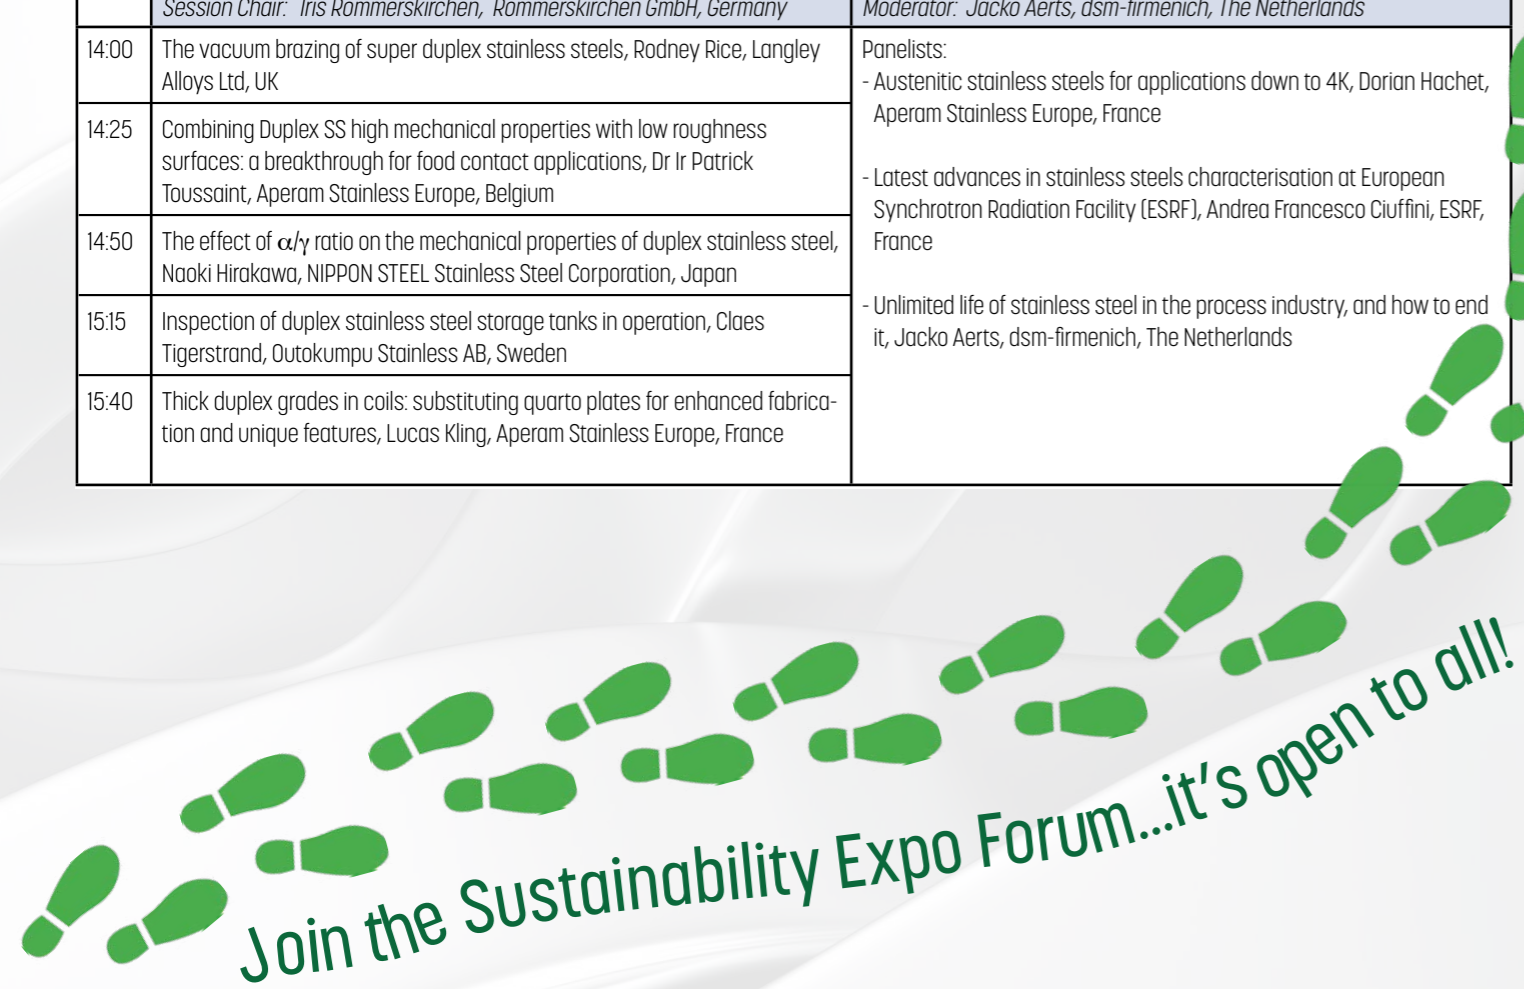 Session Chair: Iris Rommerskirchen, Rommerskirchen GmbH, Germany
Moderator: Jacko Aerts, dsm-firmenich, The Netherlands
14:00
The vacuum brazing of super duplex stainless steels, Rodney Rice, Langley
Alloys Ltd, UK
14:25
Combining Duplex SS high mechanical properties with low roughness
surfaces: a breakthrough for food contact applications, Dr Ir Patrick
Toussaint, Aperam Stainless Europe, Belgium
14:50
The effect of α/γ ratio on the mechanical properties of duplex stainless steel,
Naoki Hirakawa, NIPPON STEEL Stainless Steel Corporation, Japan
15:15
Inspection of duplex stainless steel storage tanks in operation, Claes
Tigerstrand, Outokumpu Stainless AB, Sweden
15:40
Thick duplex grades in coils: substituting quarto plates for enhanced fabrica-
tion and unique features, Lucas Kling, Aperam Stainless Europe, France
Panelists:
- Austenitic stainless steels for applications down to 4K, Dorian Hachet,
Aperam Stainless Europe, France
- Latest advances in stainless steels characterisation at European
Synchrotron Radiation Facility (ESRF), Andrea Francesco Ciuffini, ESRF,
France
- Unlimited life of stainless steel in the process industry, and how to end
it, Jacko Aerts, dsm-firmenich, The Netherlands
Join the Sustainability Expo Forum...it's open to all!